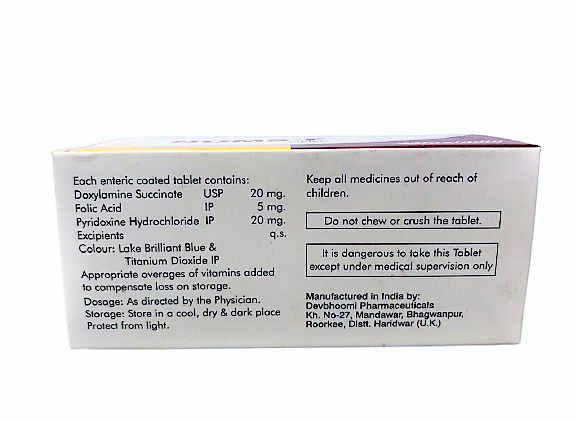 Each enteric coated tablet contains:
Doxylamine Succinate USP 20 mg.
Folic Acid IP 5 mg.
Pyridoxine Hydrochloride IP 20 mg.
Excipients q.s.
Colour: Lake Brilliant Blue &
Titanium Dioxide IP
Appropriate overages of vitamins added
to compensate loss on storage.
Dosage: As directed by the Physician.
Storage: Store in a cool, dry & dark place
Protect from light.
Keep all medicines out of reach of
children.
Do not chew or crush the tablet.
It is dangerous to take this Tablet
except under medical supervision only
Manufactured in India by:
Devbhoomi Pharmaceuticals
Kh. No-27, Mandawar, Bhagwanpur,
Roorkee, Distt. Haridwar (U.K.)